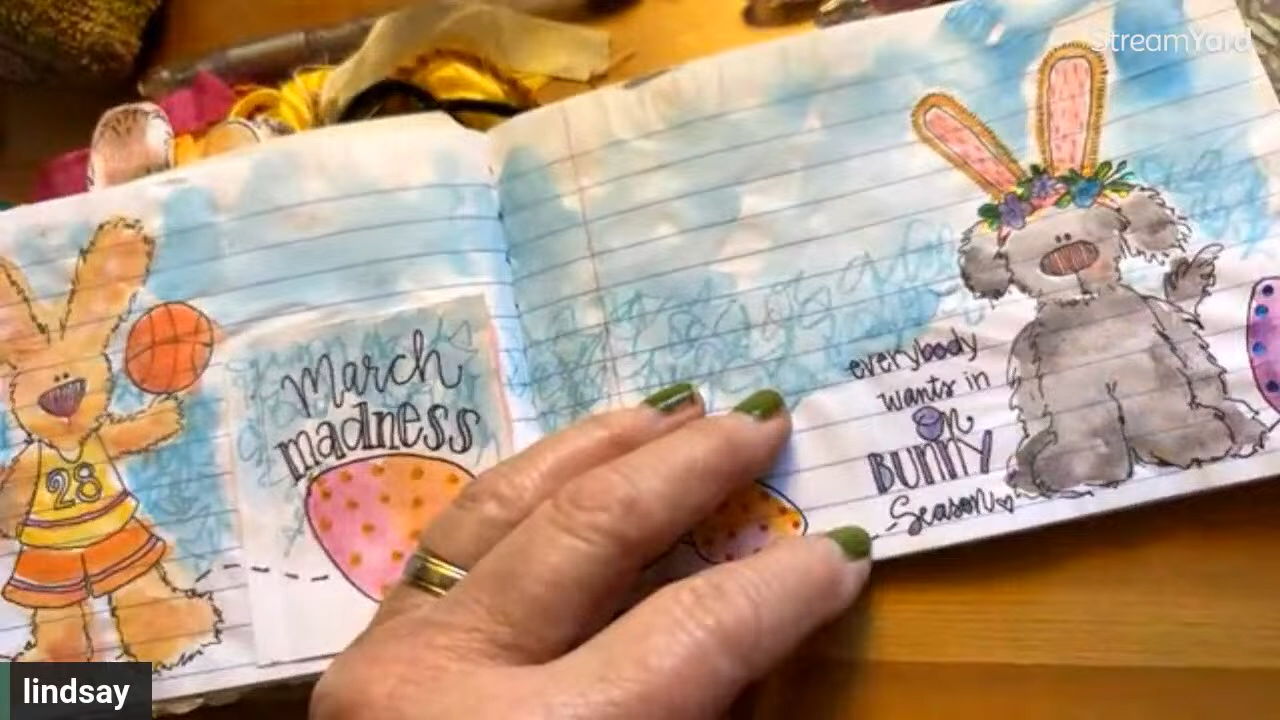 StreamYard
28
March
madness
everybody
wants in
on
BUNNY
Season
lindsay